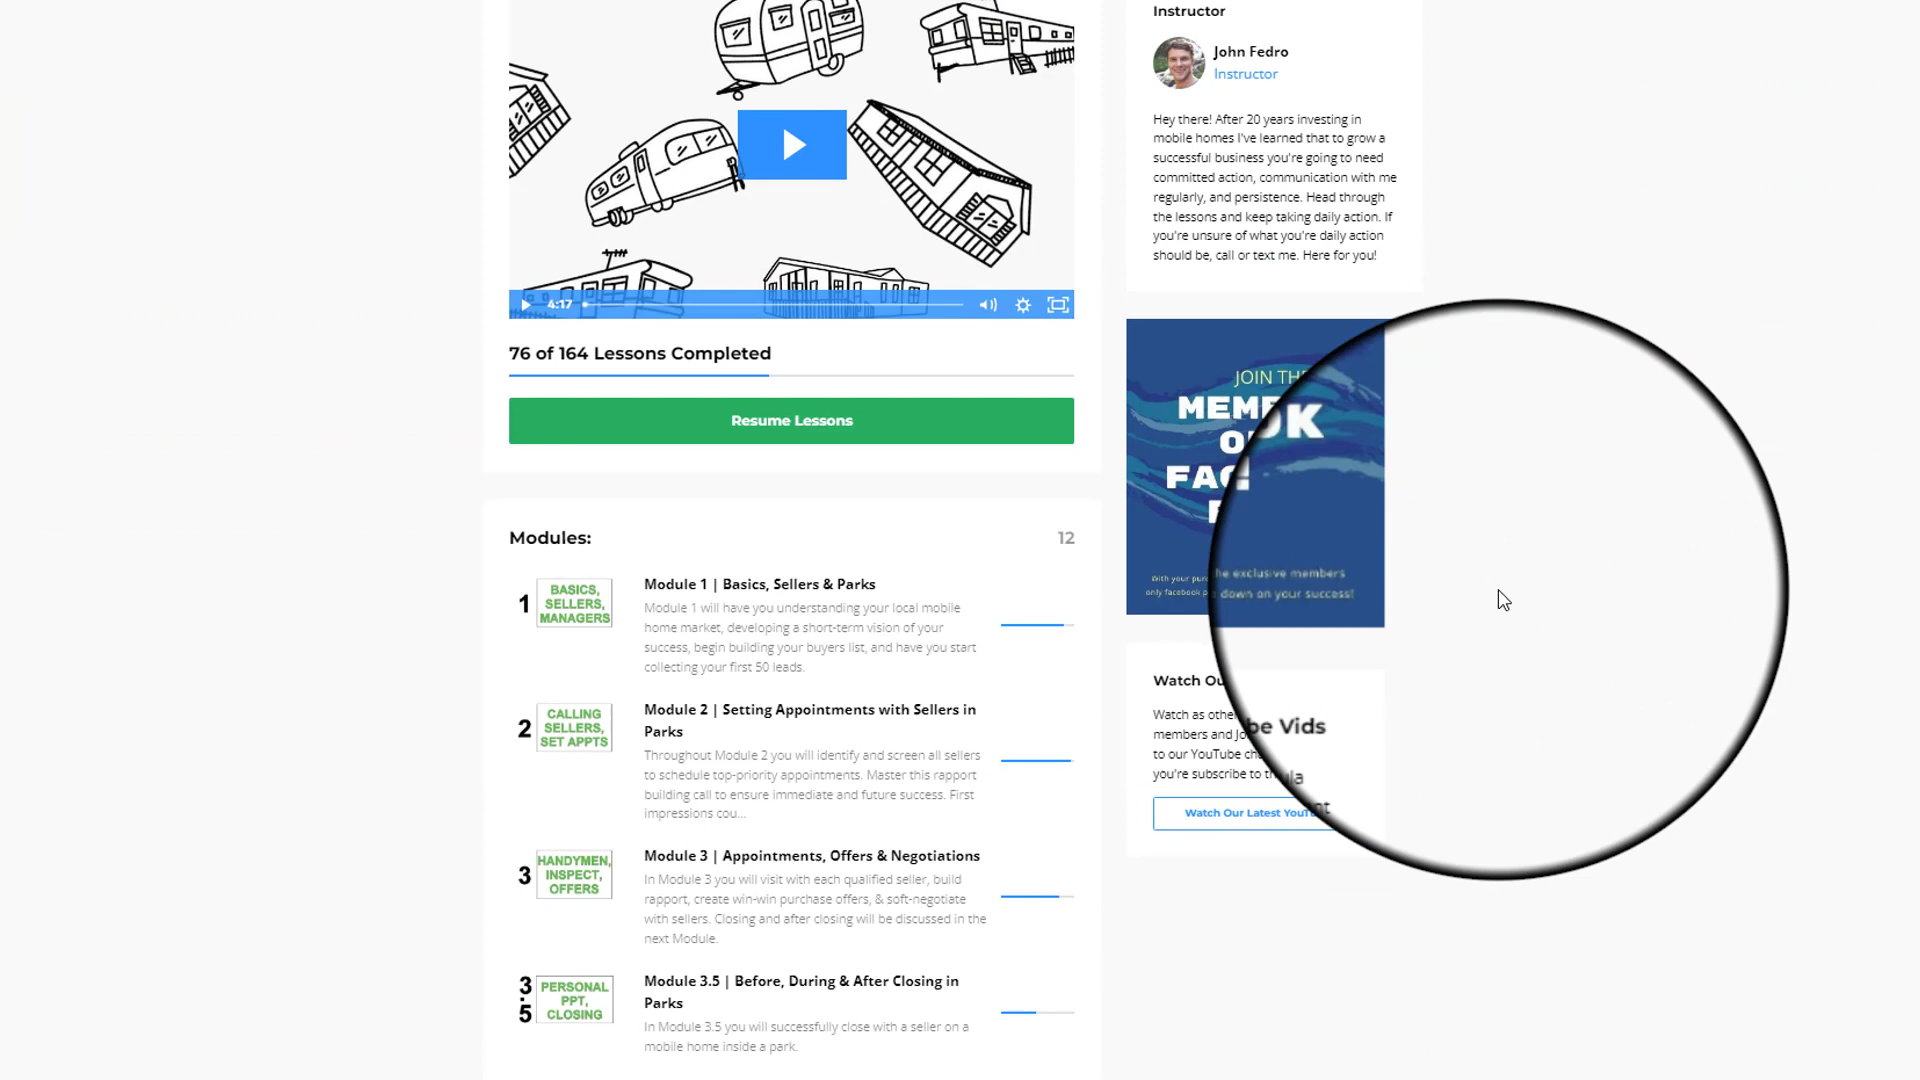 4:17
76 of 164 Lessons Completed
Resume Lessons
Modules:
12
1
BASICS,
SELLERS,
MANAGERS
Module 1 | Basics, Sellers & Parks
Module 1 will have you understanding your local mobile
home market, developing a short-term vision of your
success, begin building your buyers list, and have you start
collecting your first 50 leads.
2
CALLING
SELLERS,
SET APPTS
Module 2 | Setting Appointments with Sellers in
Parks
Throughout Module 2 you will identify and screen all sellers
to schedule top-priority appointments. Master this rapport
building call to ensure immediate and future success. First
impressions cou...
3
HANDYMEN,
INSPECT,
OFFERS
Module 3 | Appointments, Offers & Negotiations
In Module 3 you will visit with each qualified seller, build
rapport, create win-win purchase offers, & soft-negotiate
with sellers. Closing and after closing will be discussed in the
next Module.
3.5
PERSONAL
PPT,
CLOSING
Module 3.5 | Before, During & After Closing in
Parks
In Module 3.5 you will successfully close with a seller on a
mobile home inside a park.
Instructor
John Fedro
Instructor
Hey there! After 20 years investing in
mobile homes I've learned that to grow a
successful business you're going to need
committed action, communication with me
regularly, and persistence. Head through
the lessons and keep taking daily action. If
you're unsure of what you're daily action
should be, call or text me. Here for you!
JOIN THE
MEM
OK
FAC
With your
he exclusive members
only facebook
down on your success!
Watch Ou
be Vids
Watch as othe
members and Jo
to our YouTube ch
you're subscribe to th
Watch Our Latest YouTu